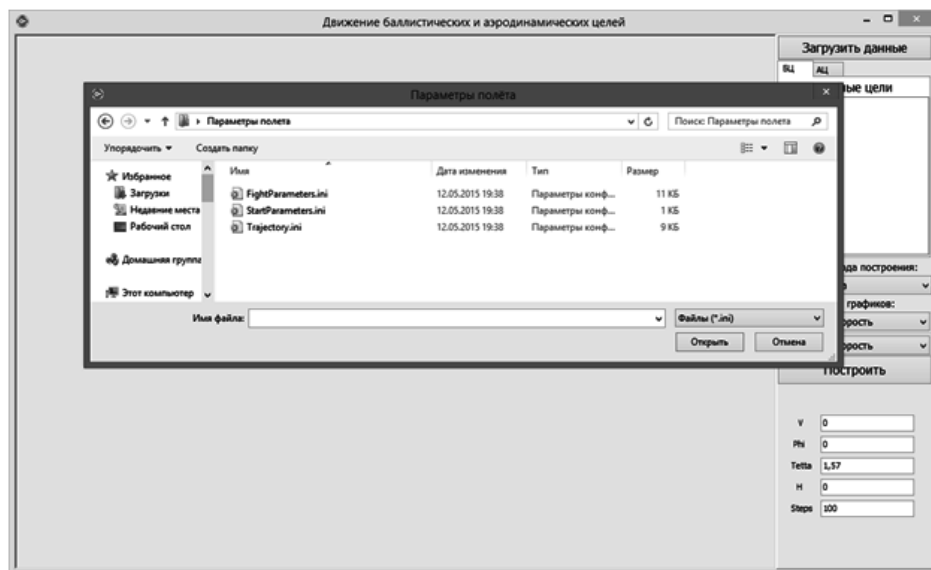 Движение баллистических и аэродинамических целей
Загрузить данные
БЦ АЦ
ные цели
Параметры полёта
Параметры полета
Поиск: Параметры полета
Упорядочить Создать папку
Имя Дата изменения Тип Размер
Избранное
Загрузки
Недавние места
Рабочий стол
Домашняя группа
Этот компьютер
FightParameters.ini 12.05.2015 19:38 Параметры конф... 11 КБ
StartParameters.ini 12.05.2015 19:38 Параметры конф... 1 КБ
Trajectory.ini 12.05.2015 19:38 Параметры конф... 9 КБ
Имя файла: Файлы (*.ini)
Открыть Отмена
да построения:
графиков:
орость
орость
Построить
V 0
Phi 0
Tetta 1,57
H 0
Steps 100